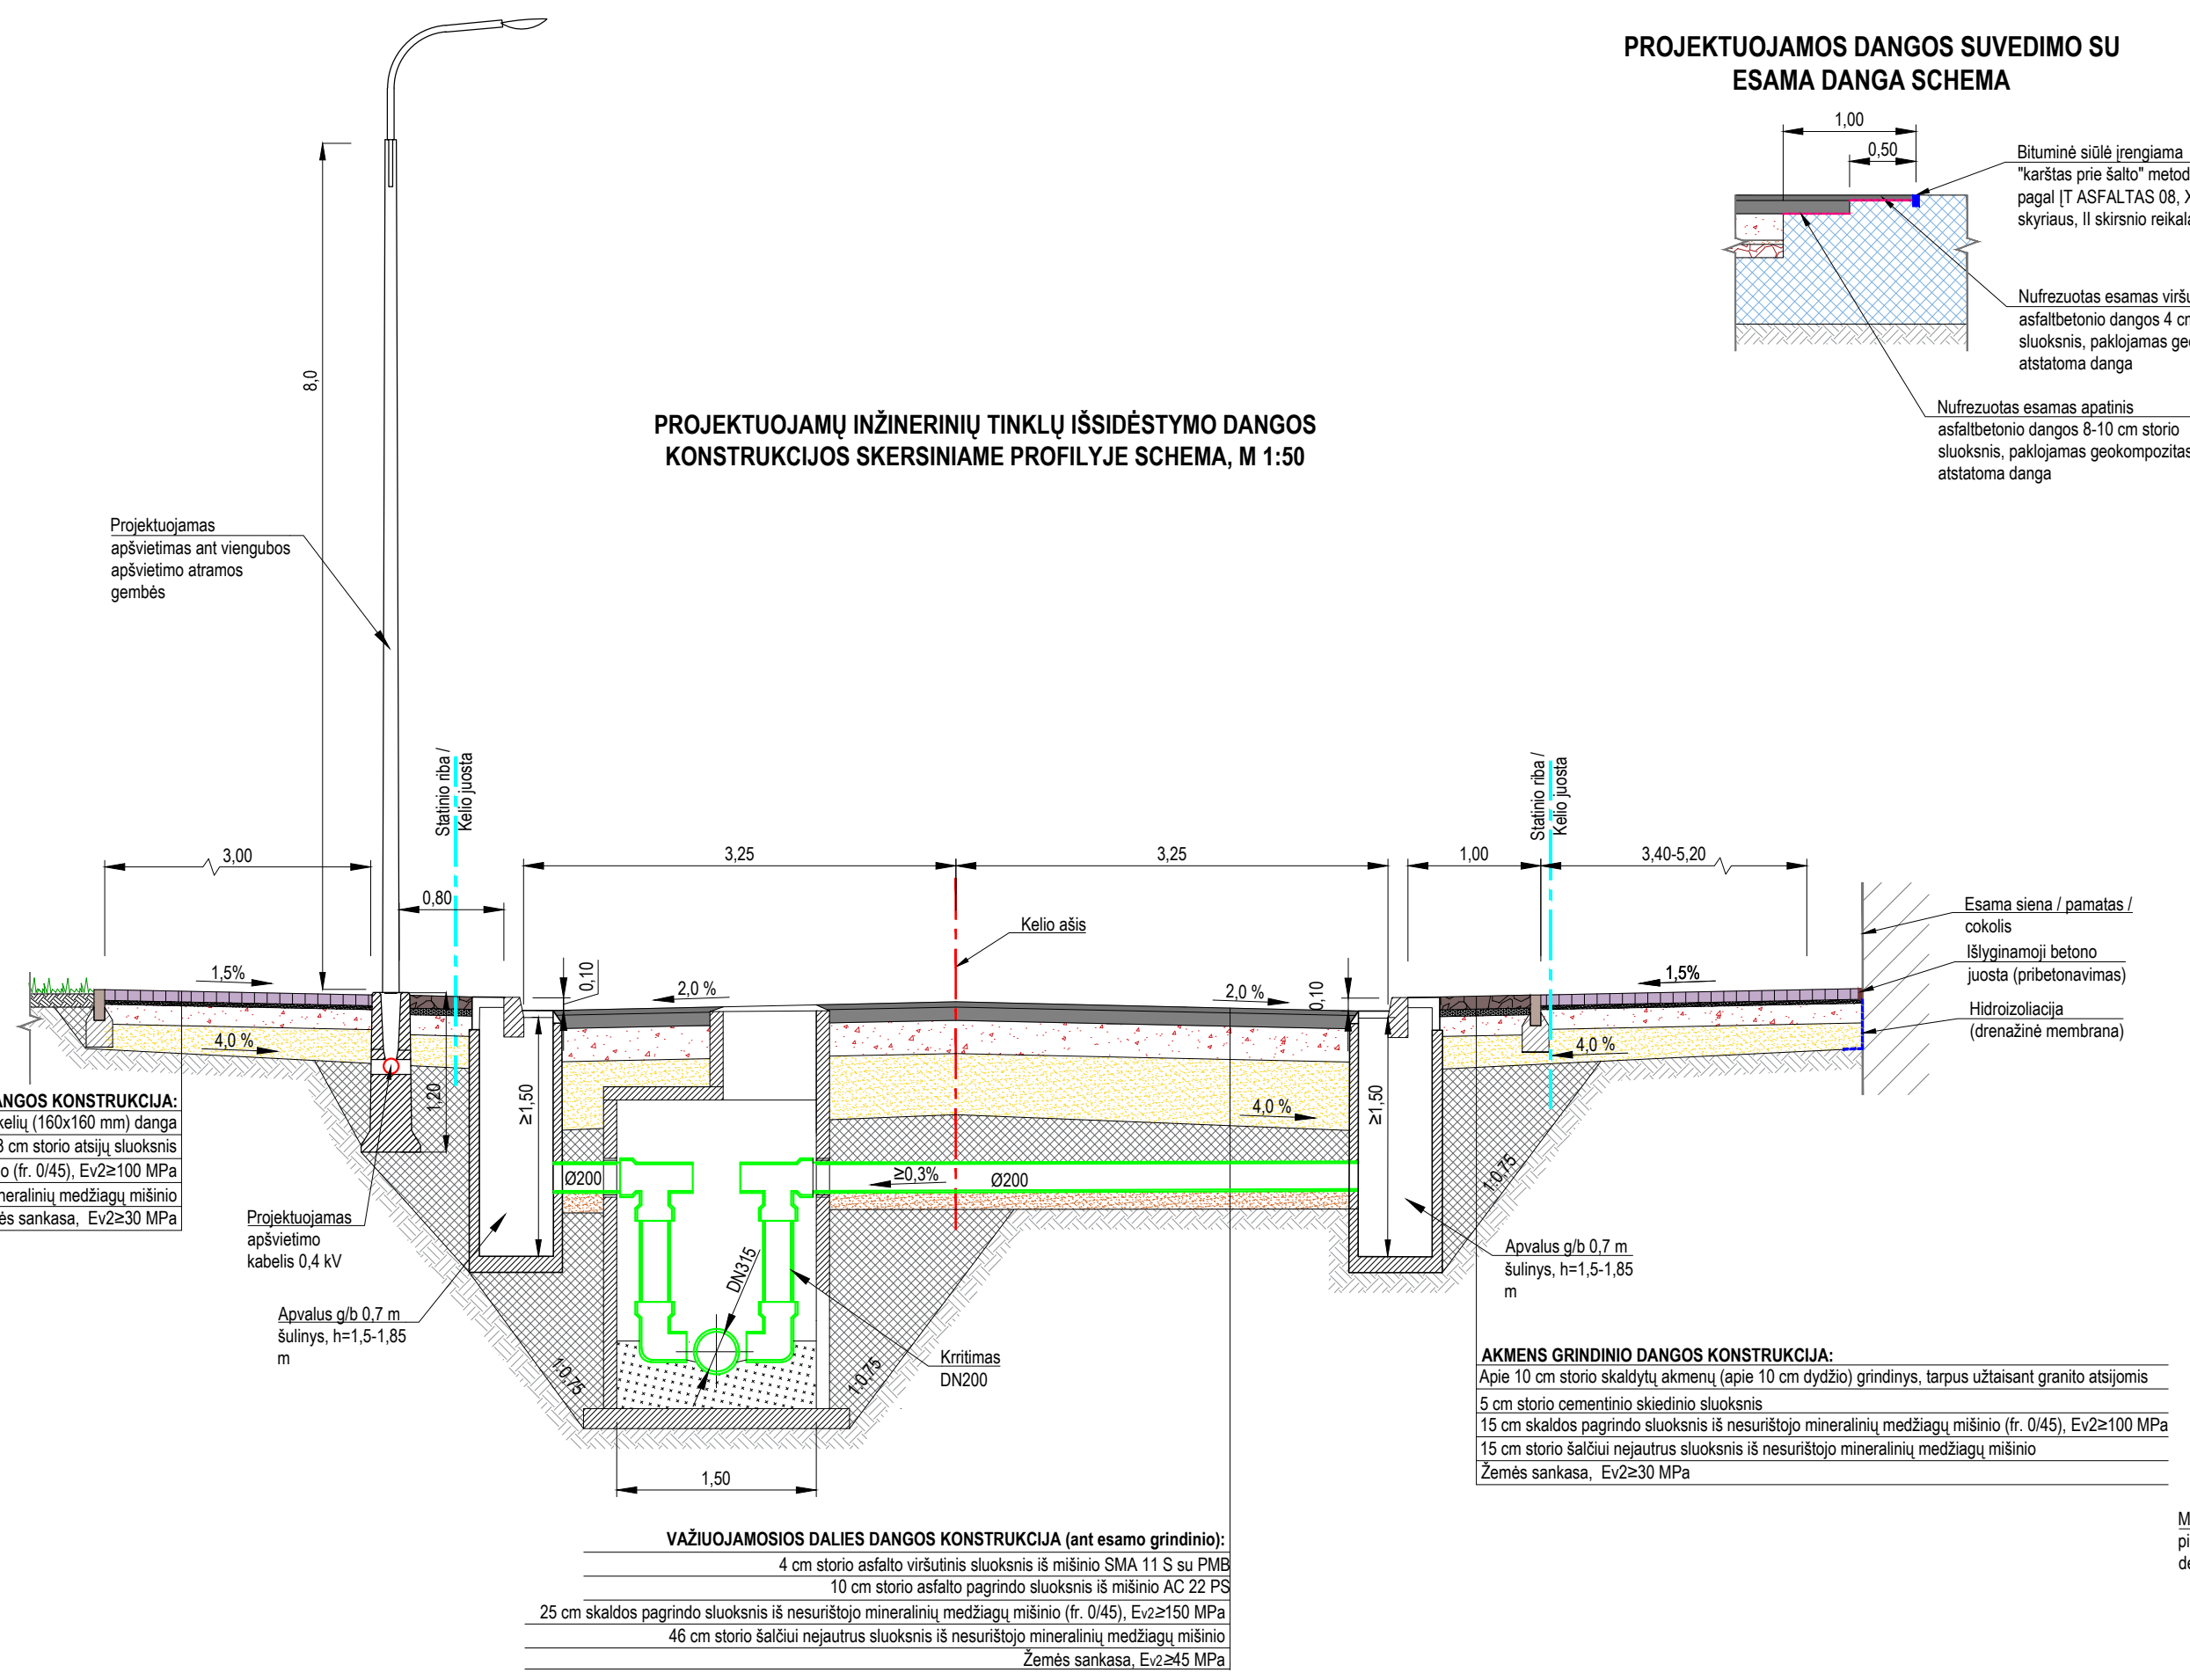 PROJEKTUOJAMOS DANGOS SUVEDIMO SU
ESAMA DANGA SCHEMA
1,00
0,50
Bituminė siūlė įrengiama
"karštas prie šalto" metod
pagal ĮT ASFALTAS 08, X
skyriaus, II skirsnio reikala
Nufrezuotas esamas viršu
asfaltbetonio dangos 4 cm
sluoksnis, paklojamas geo
atstatoma danga
Nufrezuotas esamas apatinis
asfaltbetonio dangos 8-10 cm storio
sluoksnis, paklojamas geokompozitas
atstatoma danga
PROJEKTUOJAMŲ INŽINERINIŲ TINKLŲ IŠSIDĖSTYMO DANGOS
KONSTRUKCIJOS SKERSINIAME PROFILYJE SCHEMA, M 1:50
8,0
Projektuojamas
apšvietimas ant viengubos
apšvietimo atramos
gembės
Statinio riba /
Kelio juosta
Statinio riba /
Kelio juosta
3,00
0,80
3,25
3,25
1,00
3,40-5,20
Kelio ašis
Esama siena / pamatas /
cokolis
Išlyginamoji betono
juosta (pribetonavimas)
Hidroizoliacija
(drenažinė membrana)
1,5%
0,10
2,0 %
2,0 %
0,10
1,5%
4,0 %
4,0 %
4,0 %
1,20
≥1,50
≥1,50
Ø200
≥0,3%
Ø200
DN315
1:0,75
1:0,75
1:0,75
ANGOS KONSTRUKCIJA:
kelių (160x160 mm) danga
3 cm storio atsijų sluoksnis
o (fr. 0/45), Ev2≥100 MPa
neralinių medžiagų mišinio
ės sankasa, Ev2≥30 MPa
Projektuojamas
apšvietimo
kabelis 0,4 kV
Apvalus g/b 0,7 m
šulinys, h=1,5-1,85
m
Krritimas
DN200
Apvalus g/b 0,7 m
šulinys, h=1,5-1,85
m
1,50
AKMENS GRINDINIO DANGOS KONSTRUKCIJA:
Apie 10 cm storio skaldytų akmenų (apie 10 cm dydžio) grindinys, tarpus užtaisant granito atsijomis
5 cm storio cementinio skiedinio sluoksnis
15 cm skaldos pagrindo sluoksnis iš nesurištojo mineralinių medžiagų mišinio (fr. 0/45), Ev2≥100 MPa
15 cm storio šalčiui nejautrus sluoksnis iš nesurištojo mineralinių medžiagų mišinio
Žemės sankasa, Ev2≥30 MPa
VAŽIUOJAMOSIOS DALIES DANGOS KONSTRUKCIJA (ant esamo grindinio):
4 cm storio asfalto viršutinis sluoksnis iš mišinio SMA 11 S su PMB
10 cm storio asfalto pagrindo sluoksnis iš mišinio AC 22 PS
25 cm skaldos pagrindo sluoksnis iš nesurištojo mineralinių medžiagų mišinio (fr. 0/45), Ev2≥150 MPa
46 cm storio šalčiui nejautrus sluoksnis iš nesurištojo mineralinių medžiagų mišinio
Žemės sankasa, Ev2≥45 MPa
M
pi
de